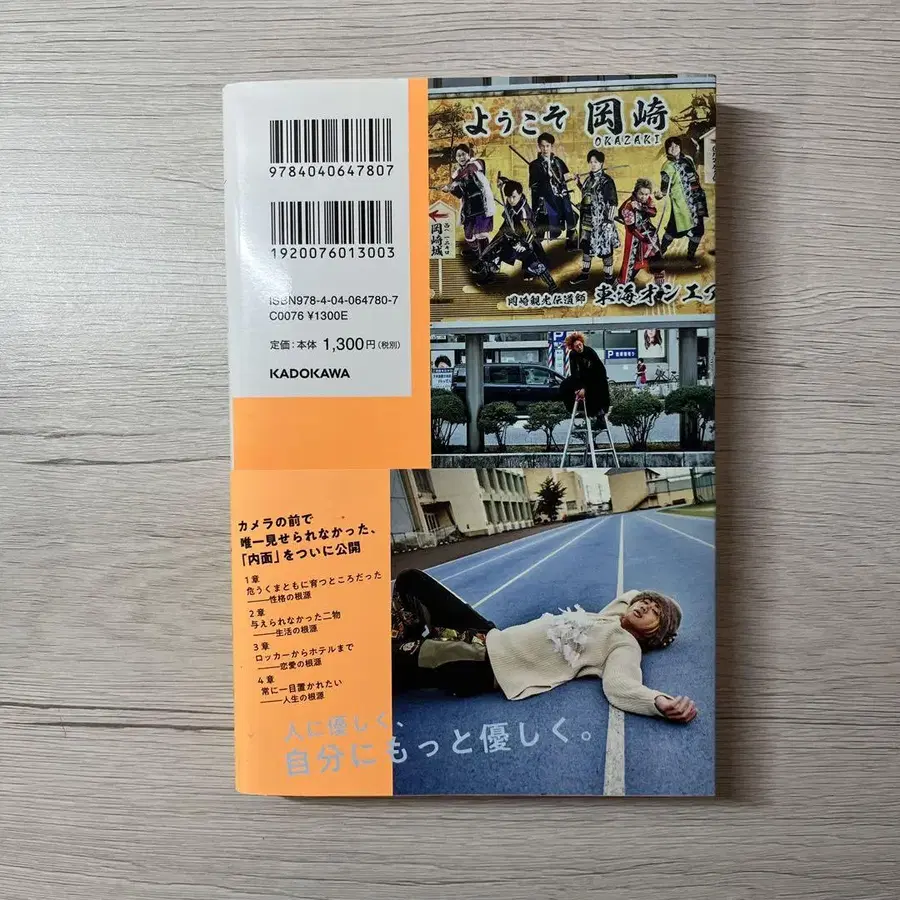 9784040647807
1920076013003
ISBN978-4-04-064780-7
C0076 ¥1300E
定価:本体 1,300円(税別)
KADOKAWA
ようこそ 岡崎
OKAZAKI
岡崎城
岡崎観光伝道師 東海オンエア
カメラの前で
唯一見せられなかった、
「内面」をついに公開
1章
危うくまともに育つところだった
——性格の根源
2章
与えられなかった二物
——生活の根源
3章
ロッカーからホテルまで
——恋愛の根源
4章
常に一目置かれたい
——人生の根源
人に優しく、
自分にもっと優しく。